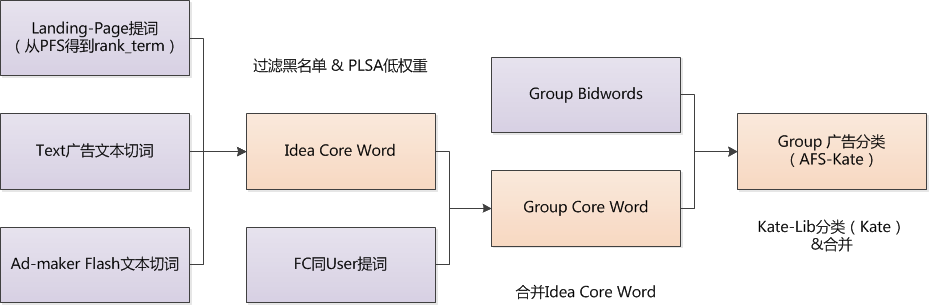 Landing-Page提词
（从PFS得到rank_term）
Text广告文本切词
Ad-maker Flash文本切词
过滤黑名单 & PLSA低权重
Idea Core Word
FC同User提词
Group Bidwords
Group Core Word
合并Idea Core Word
Group 广告分类
（AFS-Kate）
Kate-Lib分类（Kate）
&合并